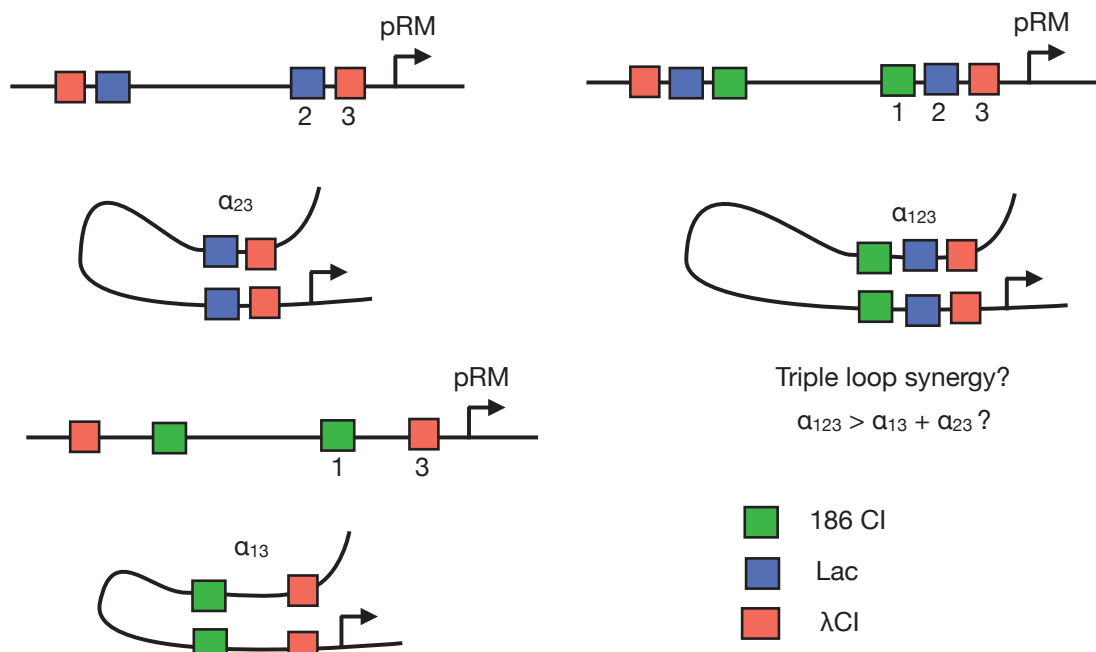 pRM
2 3
α23
pRM
1 3
α13
pRM
1 2 3
α123
Triple loop synergy?
α123 > α13 + α23 ?
186 CI
Lac
λCI